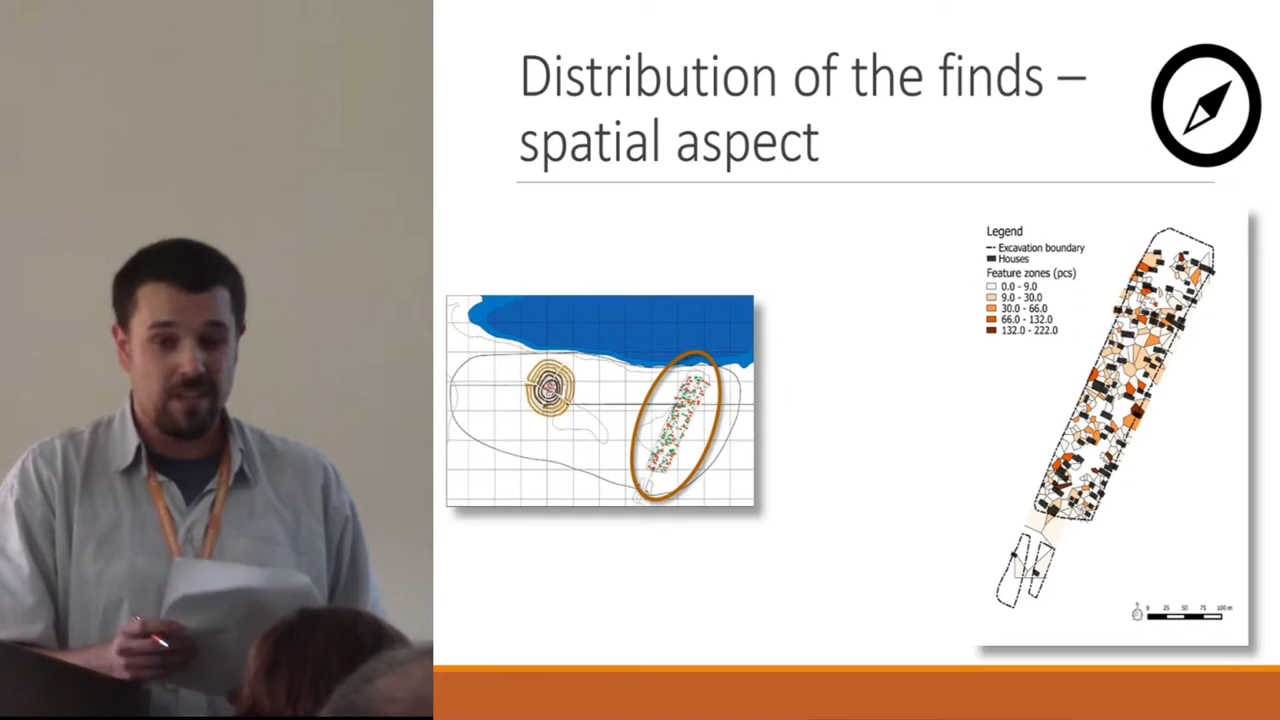 Distribution of the finds –
spatial aspect
Legend
Excavation boundary
Houses
Feature zones (pcs)
0.0 - 9.0
9.0 - 30.0
30.0 - 66.0
66.0 - 132.0
132.0 - 222.0
0 25 50 75 100 m